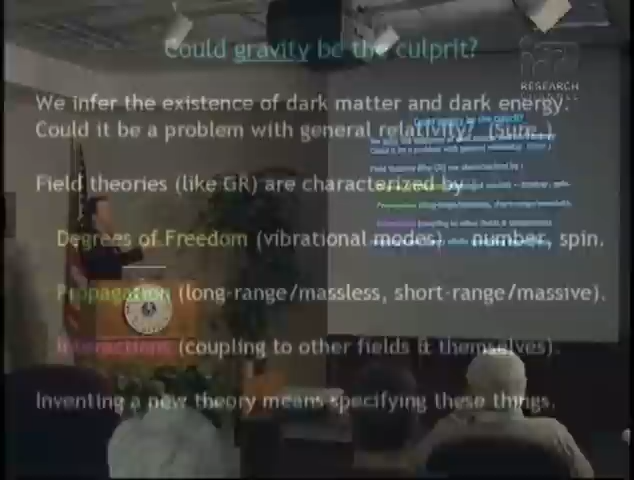 Could gravity be the culprit?
RESEARCH
CHANNEL
We infer the existence of dark matter and dark energy.
Could it be a problem with general relativity? (Sure.)
Field theories (like GR) are characterized by
Degrees of Freedom (vibrational modes) number, spin.
Propagation (long-range/massless, short-range/massive).
Interactions (coupling to other fields & themselves).
Inventing a new theory means specifying these things.